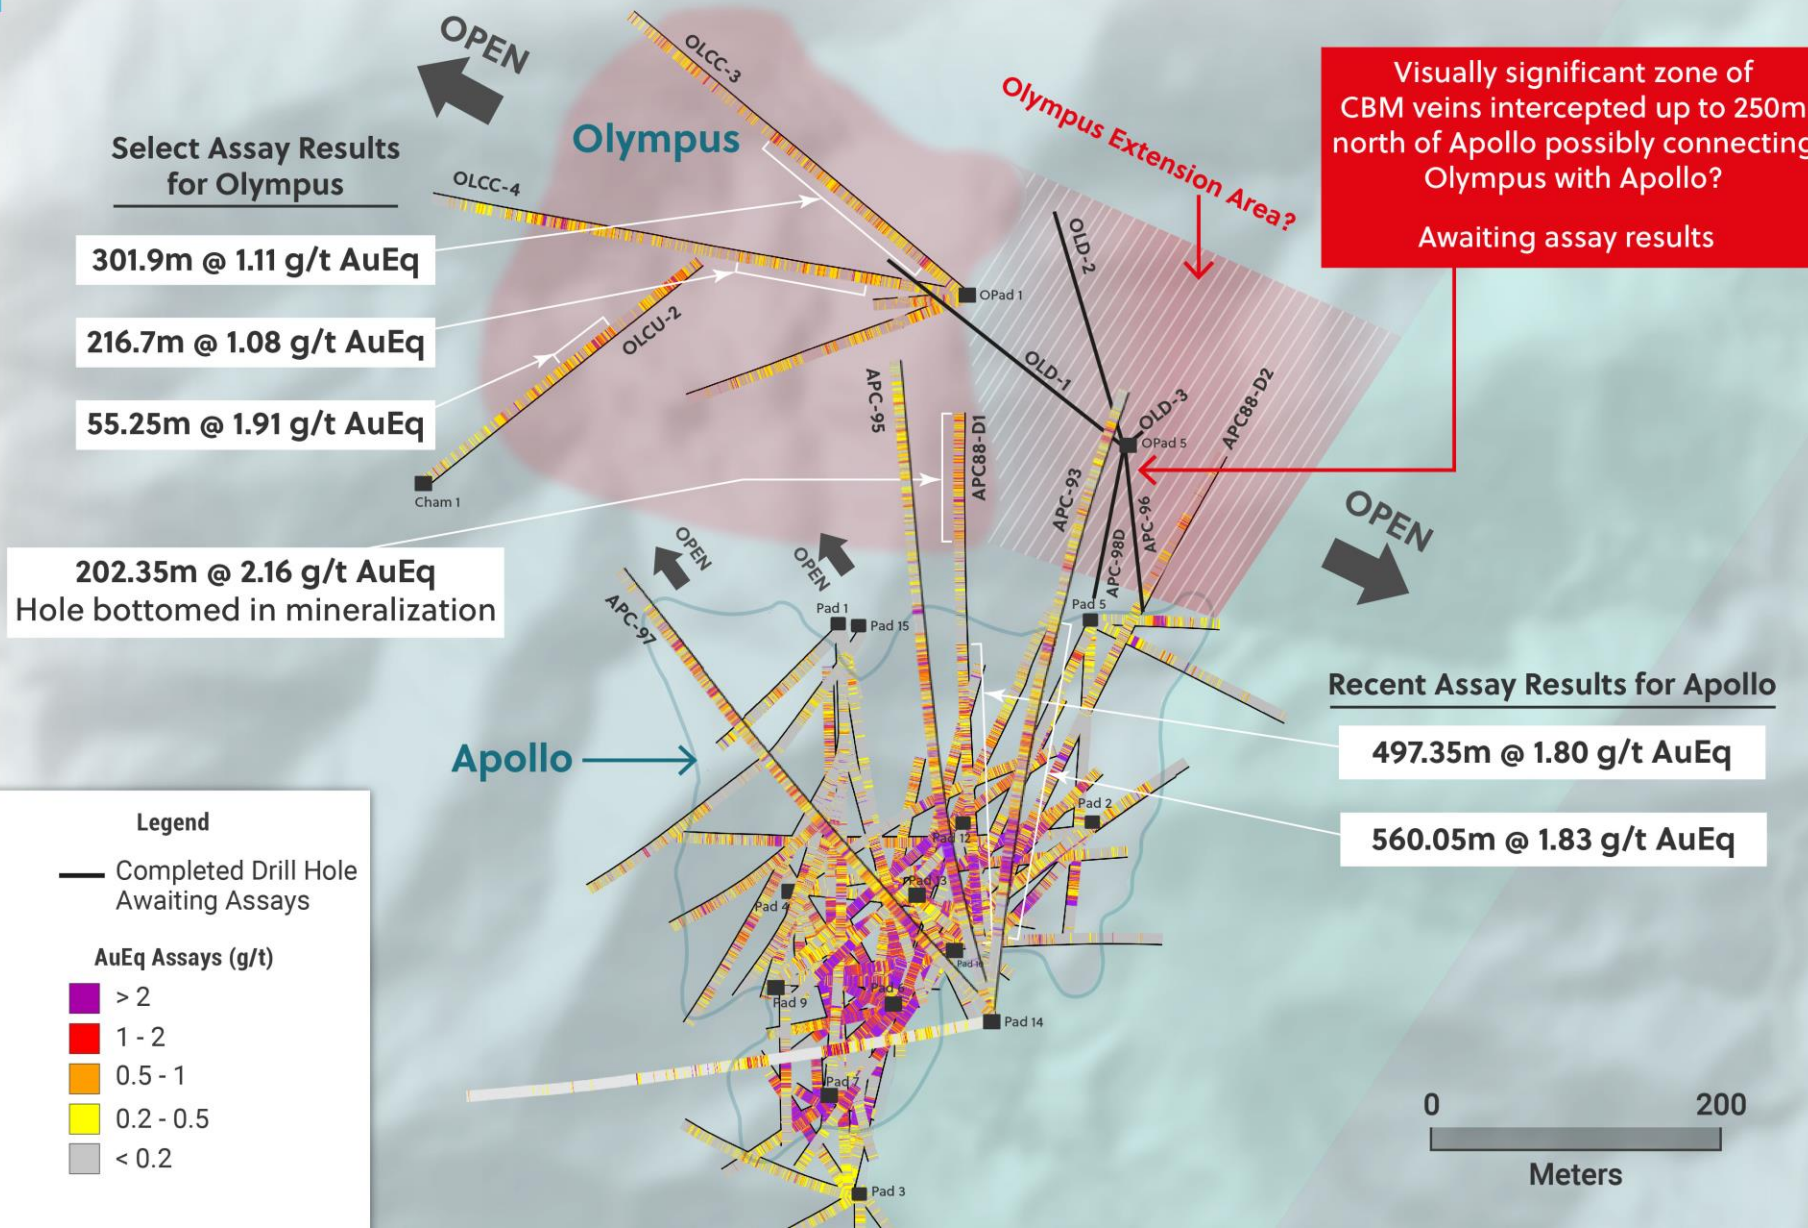 OPEN
OLCC-3
Olympus
Olympus Extension Area?
Visually significant zone of
CBM veins intercepted up to 250m
north of Apollo possibly connecting
Olympus with Apollo?
Awaiting assay results
Select Assay Results
for Olympus
OLCC-4
301.9m @ 1.11 g/t AuEq
216.7m @ 1.08 g/t AuEq
55.25m @ 1.91 g/t AuEq
OLCU-2
OPad 1
OLD-2
OLD-1
OLD-3
OPad 5
APC88-D2
APC-95
APC88-D1
APC-93
APC-96
APC-98D
Cham 1
OPEN
OPEN
OPEN
202.35m @ 2.16 g/t AuEq
Hole bottomed in mineralization
APC-97
Pad 1
Pad 15
Pad 5
Recent Assay Results for Apollo
497.35m @ 1.80 g/t AuEq
560.05m @ 1.83 g/t AuEq
Apollo
Pad 2
Pad 12
Pad 13
Pad 4
Pad 9
Pad 6
Pad 14
Pad 7
Pad 3
Legend
Completed Drill Hole
Awaiting Assays
AuEq Assays (g/t)
> 2
1 - 2
0.5 - 1
0.2 - 0.5
< 0.2
0 200
Meters